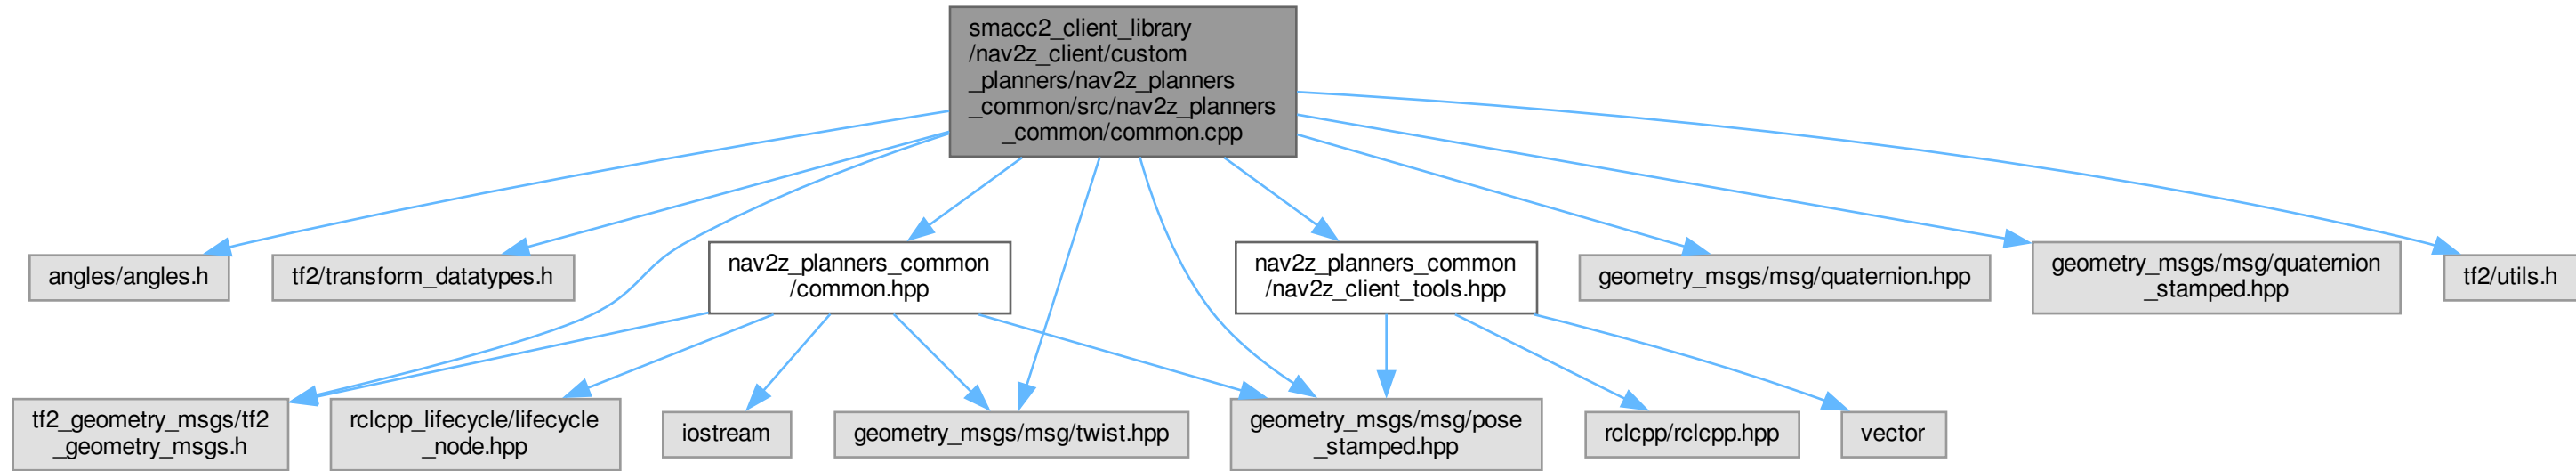 smacc2_client_library
/nav2z_client/custom
_planners/nav2z_planners
_common/src/nav2z_planners
_common/common.cpp
angles/angles.h
tf2/transform_datatypes.h
nav2z_planners_common
/common.hpp
nav2z_planners_common
/nav2z_client_tools.hpp
geometry_msgs/msg/quaternion.hpp
geometry_msgs/msg/quaternion
_stamped.hpp
tf2/utils.h
tf2_geometry_msgs/tf2
_geometry_msgs.h
rclcpp_lifecycle/lifecycle
_node.hpp
iostream
geometry_msgs/msg/twist.hpp
geometry_msgs/msg/pose
_stamped.hpp
rclcpp/rclcpp.hpp
vector